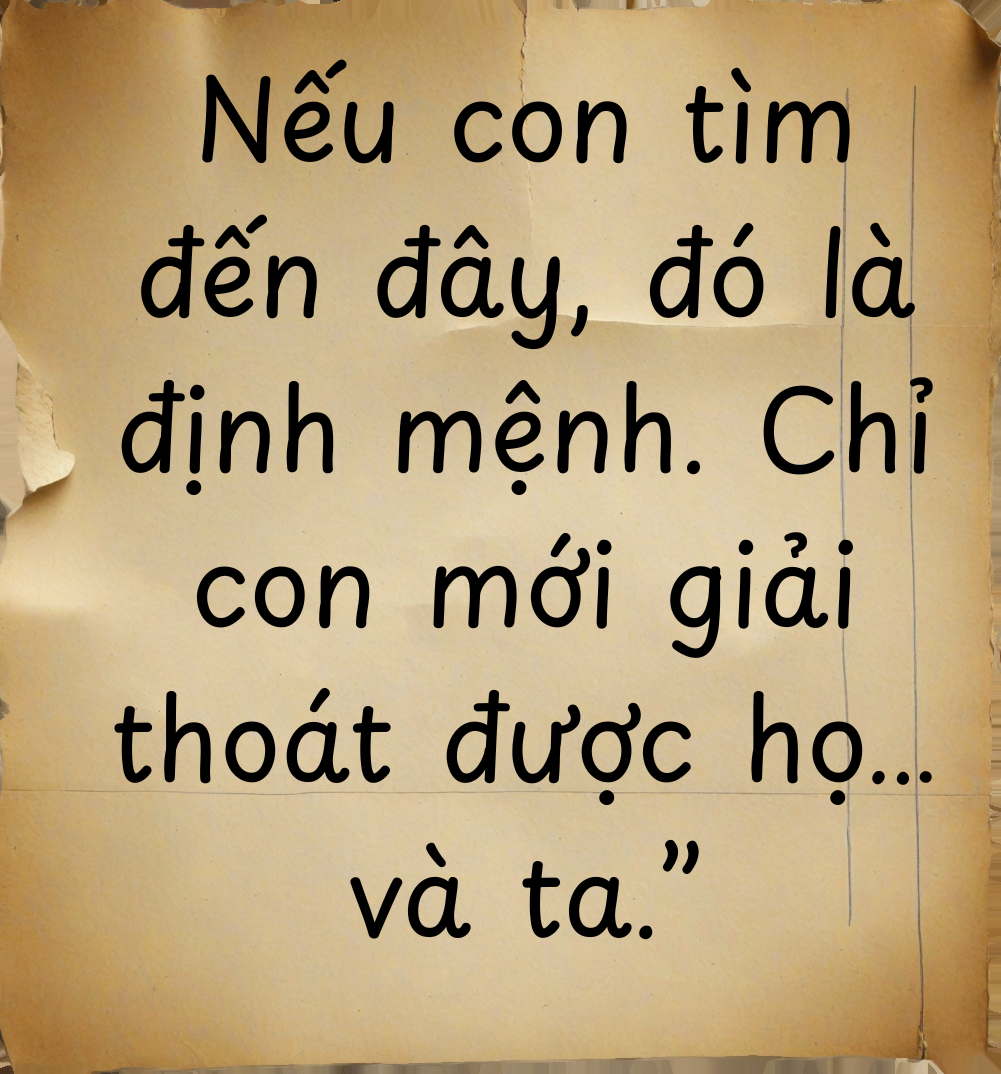 Nếu con tìm
đến đây, đó là
định mệnh. Chỉ
con mới giải
thoát được họ...
và ta.”